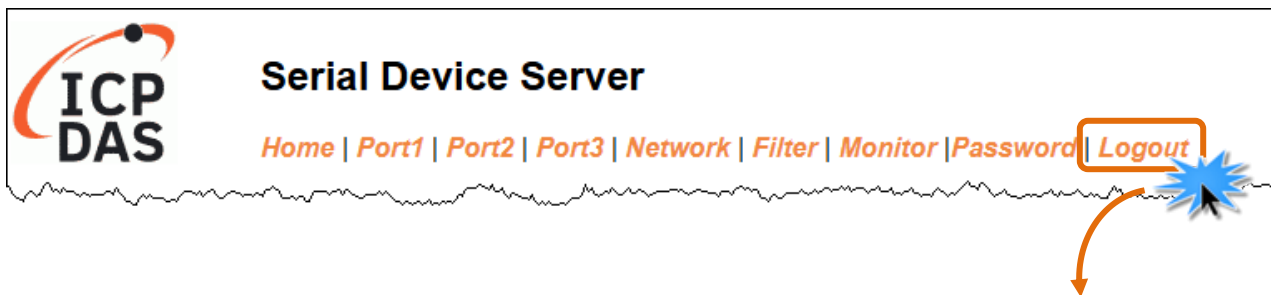 ICP
DAS
Serial Device Server
Home | Port1 | Port2 | Port3 | Network | Filter | Monitor |Password | Logout